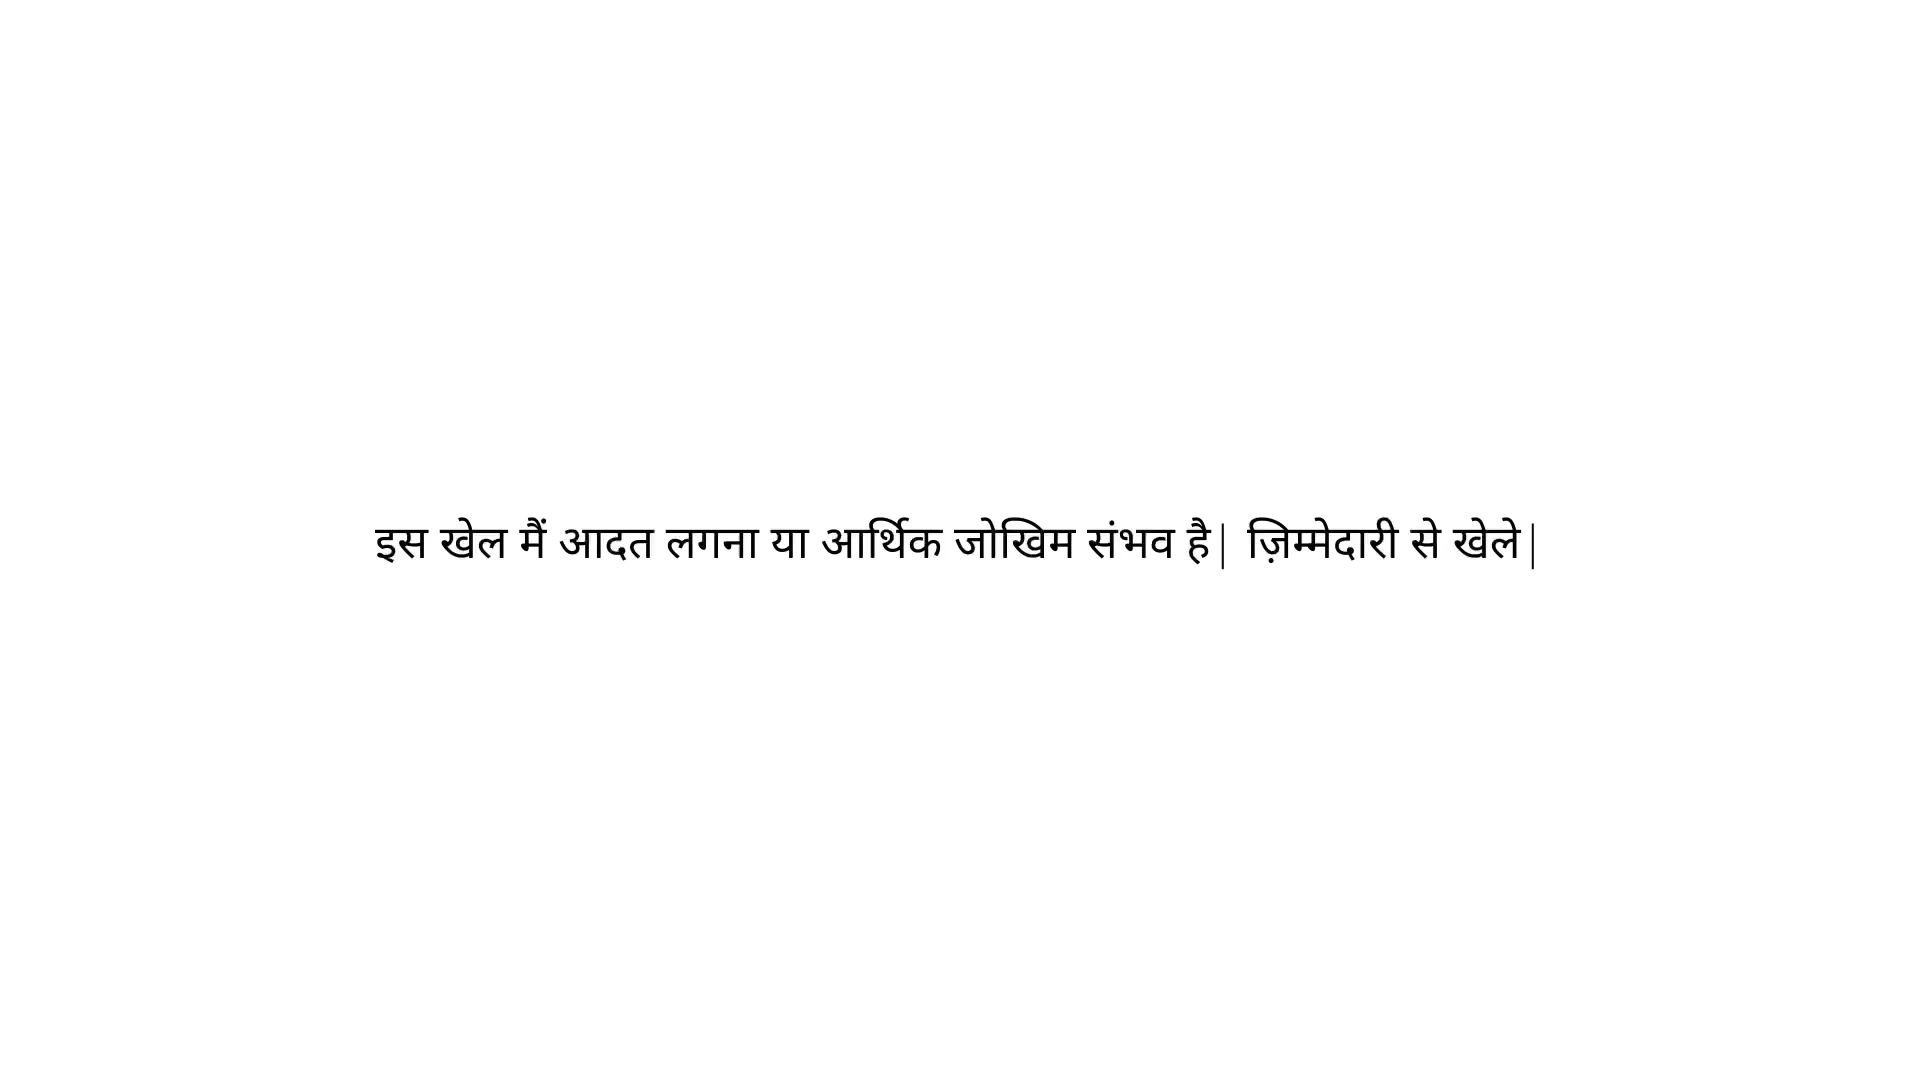 इस खेल मैं आदत लगना या आर्थिक जोखिम संभव है| ज़िम्मेदारी से खेले|